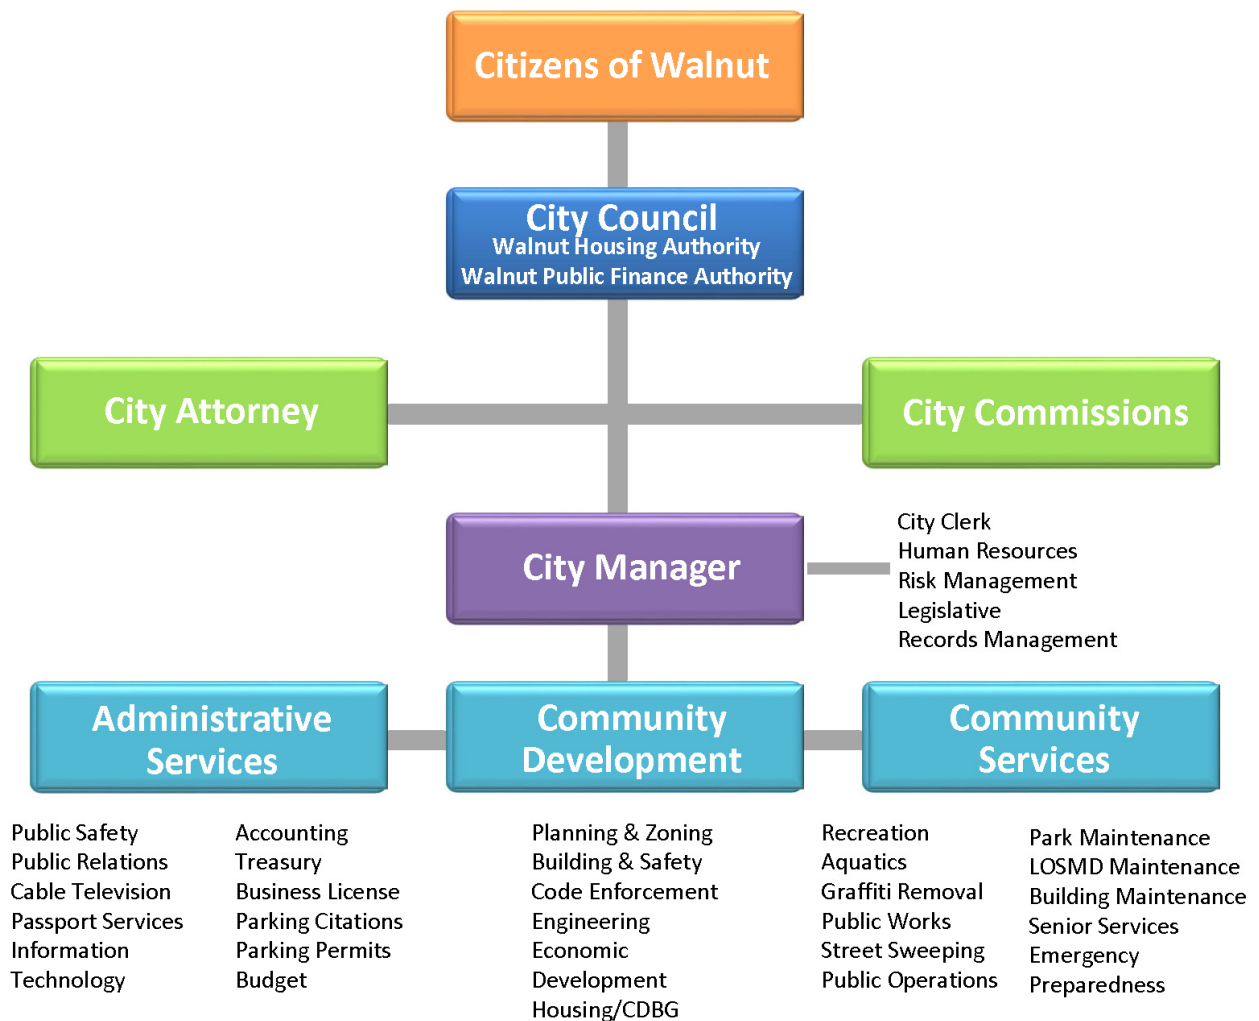 Citizens of Walnut
City Council
Walnut Housing Authority
Walnut Public Finance Authority
City Attorney
City Commissions
City Manager
City Clerk
Human Resources
Risk Management
Legislative
Records Management
Administrative
Services
Community
Development
Community
Services
Public Safety
Public Relations
Cable Television
Passport Services
Information
Technology
Accounting
Treasury
Business License
Parking Citations
Parking Permits
Budget
Planning & Zoning
Building & Safety
Code Enforcement
Engineering
Economic
Development
Housing/CDBG
Recreation
Aquatics
Graffiti Removal
Public Works
Street Sweeping
Public Operations
Park Maintenance
LOSMD Maintenance
Building Maintenance
Senior Services
Emergency
Preparedness